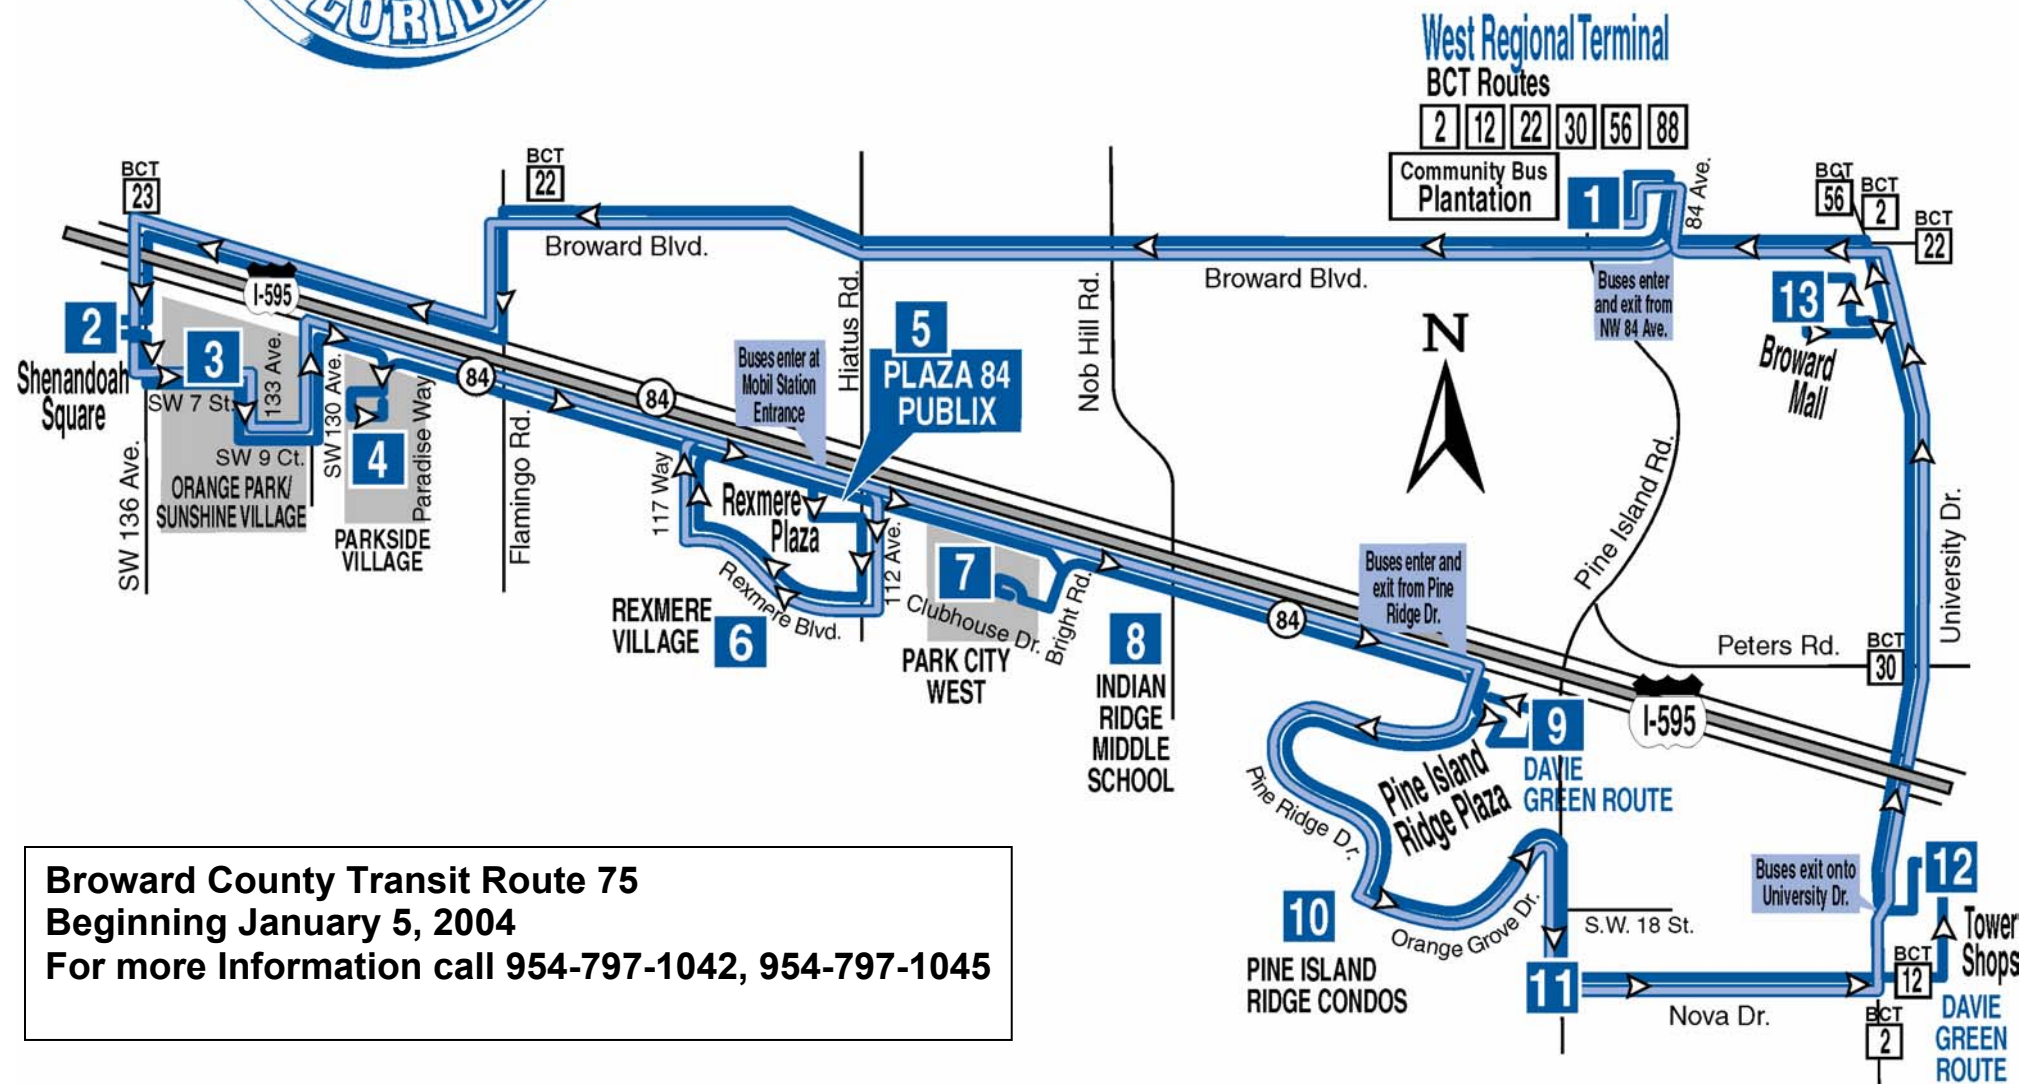 FLORIDA
West Regional Terminal
BCT Routes
2 12 22 30 56 88
Community Bus
Plantation
1
84 Ave.
BCT
56
BCT
2
BCT
22
BCT
23
BCT
22
Broward Blvd.
Broward Blvd.
Buses enter
and exit from
NW 84 Ave.
13
Broward
Mall
I-595
2
Shenandoah
Square
3
SW 7 St.
133 Ave.
SW 9 Ct.
SW 130 Ave.
SW 136 Ave.
ORANGE PARK/
SUNSHINE VILLAGE
4
Paradise Way
PARKSIDE
VILLAGE
84
Flamingo Rd.
84
Buses enter at
Mobil Station
Entrance
Hiatus Rd.
5
PLAZA 84
PUBLIX
Nob Hill Rd.
N
117 Way
Rexmere
Plaza
112 Ave.
Rexmere Blvd.
REXMERE
VILLAGE
6
7
Clubhouse Dr.
Bright Rd.
PARK CITY
WEST
8
INDIAN
RIDGE
MIDDLE
SCHOOL
84
Buses enter and
exit from Pine
Ridge Dr.
Pine Island Rd.
Peters Rd.
BCT
30
University Dr.
I-595
9
DAVIE
GREEN ROUTE
Pine Island
Ridge Plaza
Pine Ridge Dr.
10
PINE ISLAND
RIDGE CONDOS
Orange Grove Dr.
S.W. 18 St.
11
Nova Dr.
Buses exit onto
University Dr.
12
Tower
Shops
BCT
12
BCT
2
DAVIE
GREEN
ROUTE
Broward County Transit Route 75
Beginning January 5, 2004
For more Information call 954-797-1042, 954-797-1045